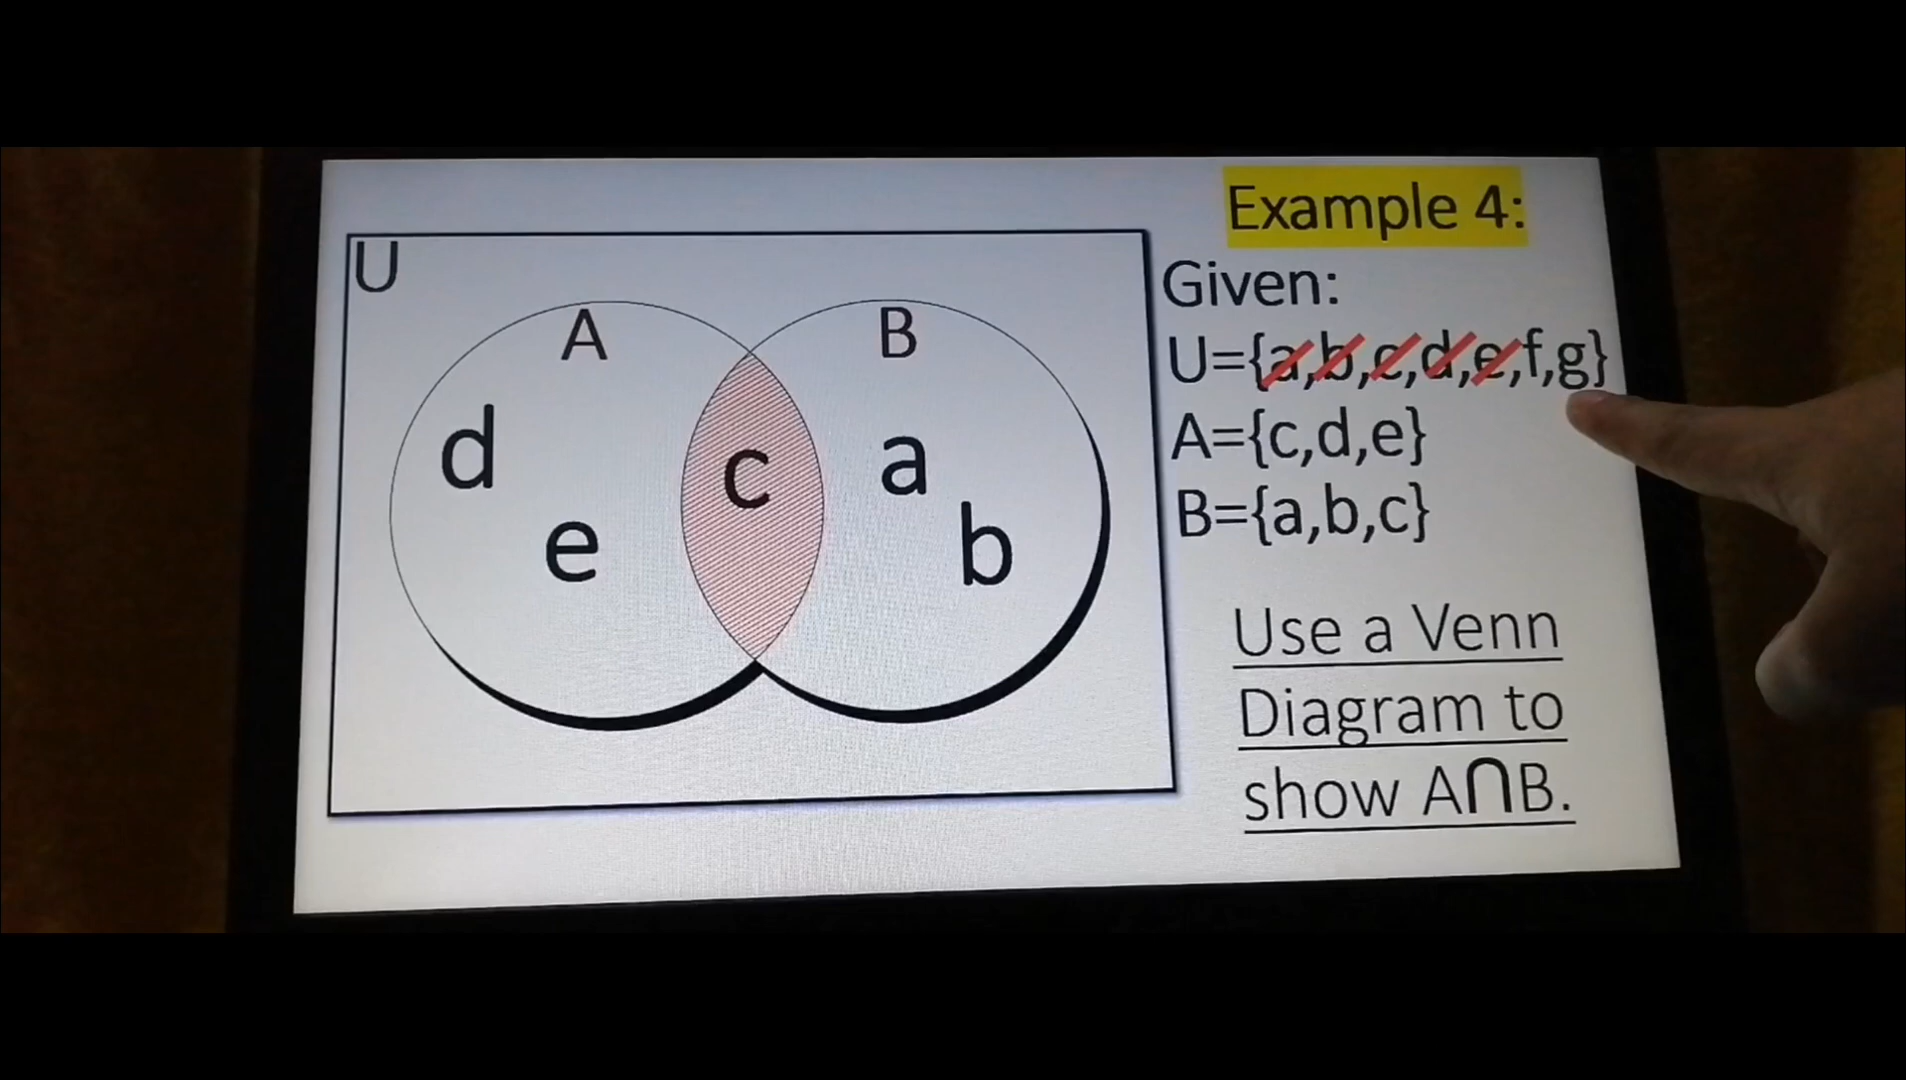 Example 4:
U
Given:
A
B
U={a,b,c,d,e,f,g}
d
c
a
A={c,d,e}
e
b
B={a,b,c}
Use a Venn
Diagram to
show A∩B.